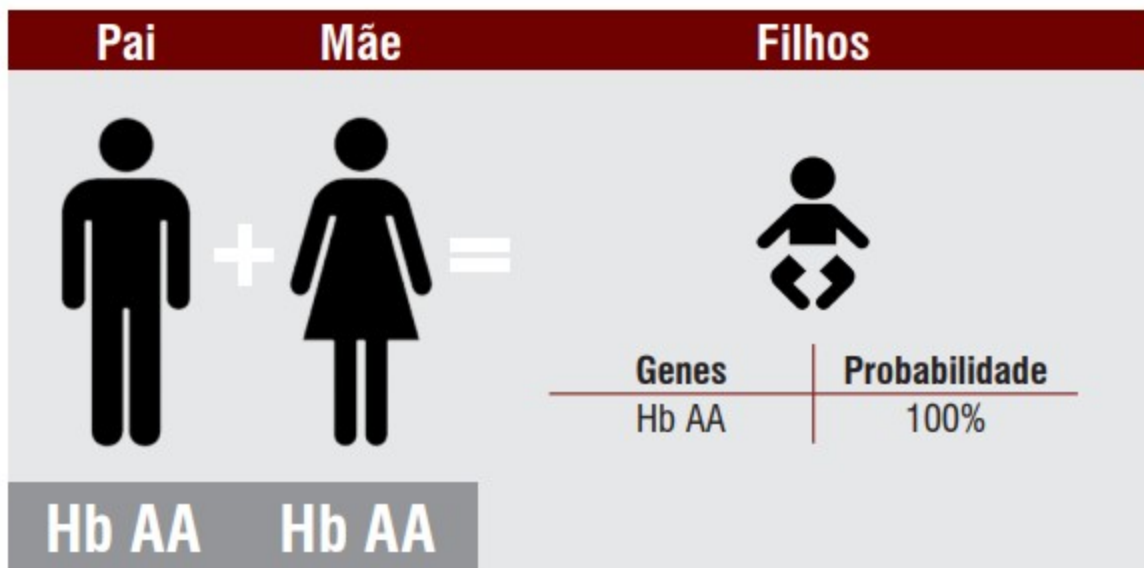 Pai Mãe Filhos
+ =
Genes Probabilidade
Hb AA 100%
Hb AA Hb AA